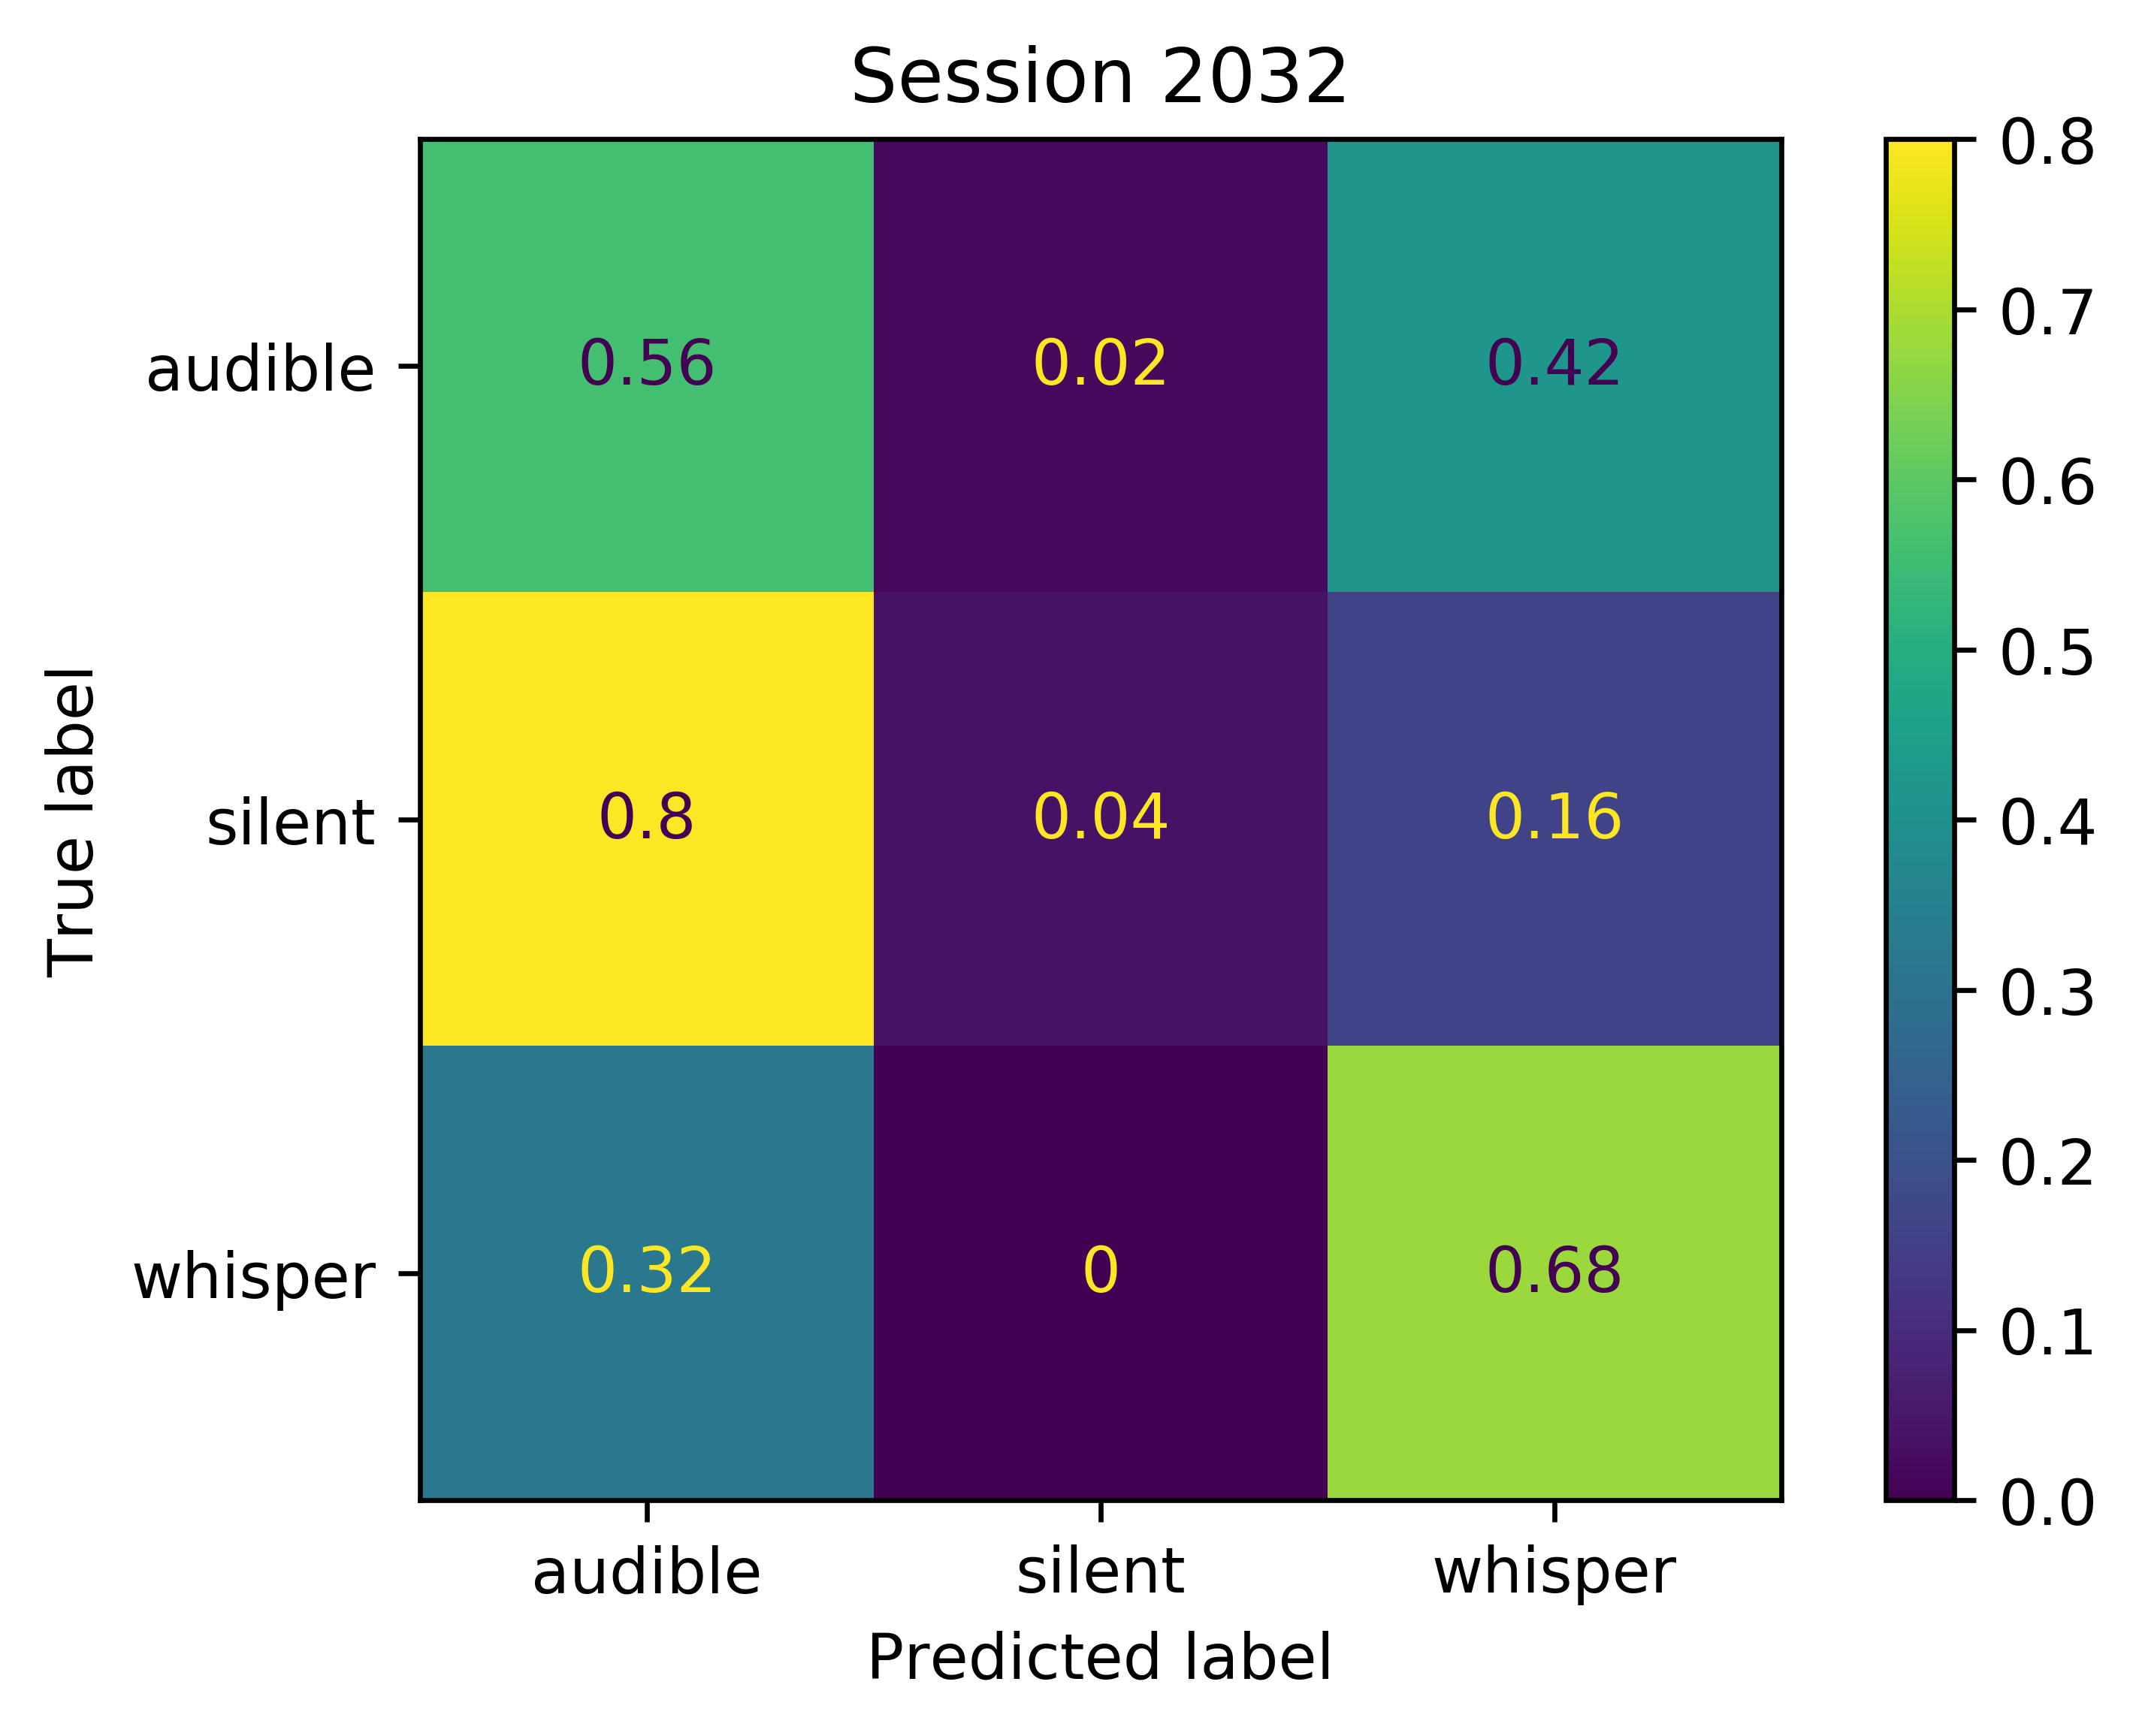 Session 2032
True label
audible
silent
whisper
0.56 0.02 0.42
0.8 0.04 0.16
0.32 0 0.68
audible silent whisper
Predicted label
0.8
0.7
0.6
0.5
0.4
0.3
0.2
0.1
0.0